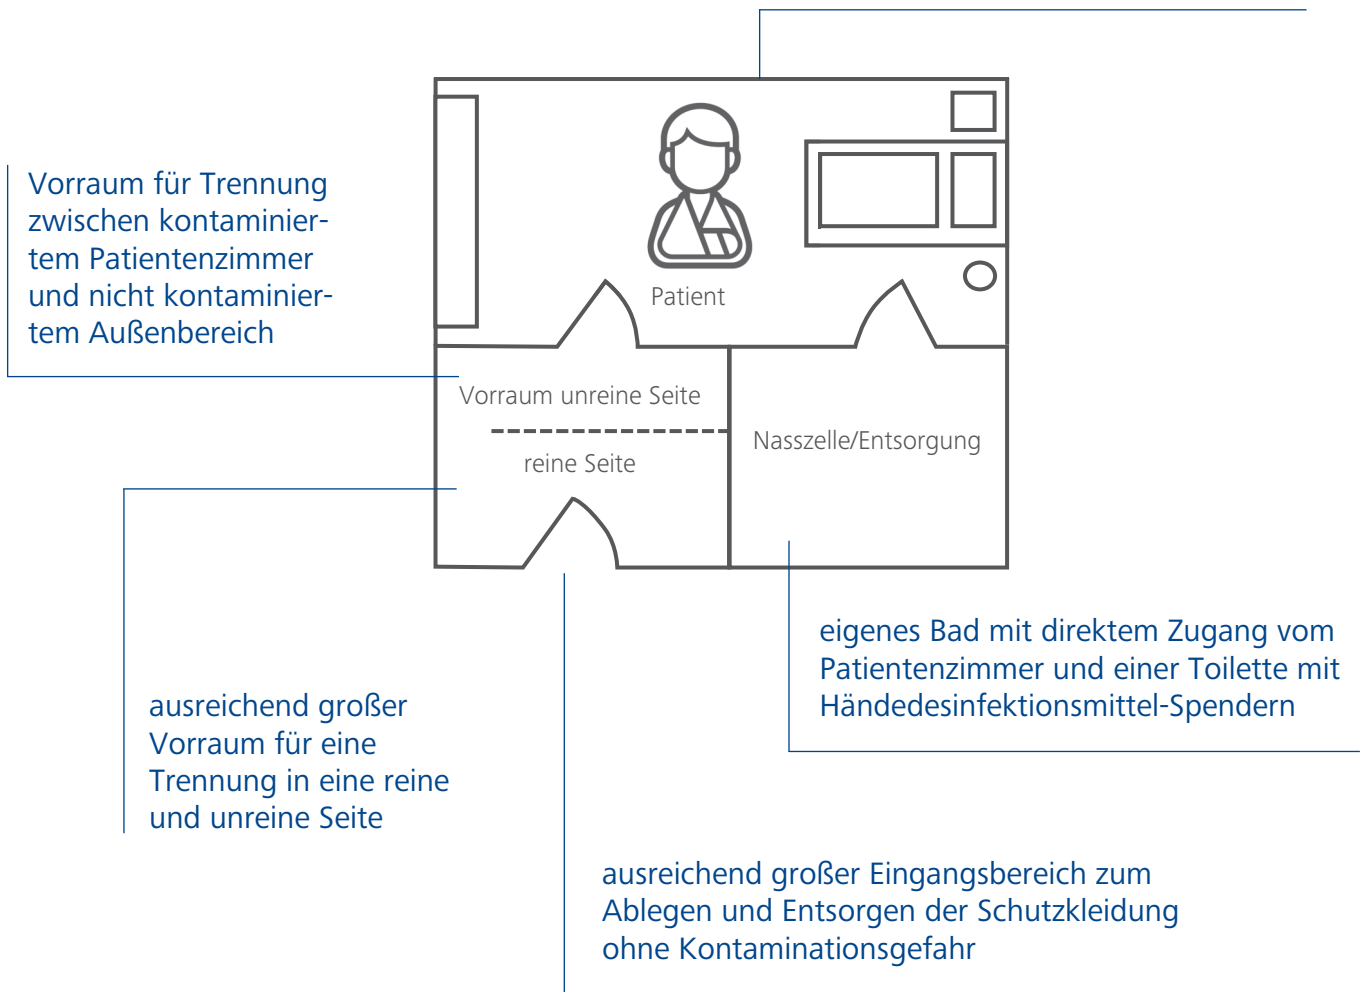 Vorraum für Trennung
zwischen kontaminier-
tem Patientenzimmer
und nicht kontaminier-
tem Außenbereich
Patient
Vorraum unreine Seite
reine Seite
Nasszelle/Entsorgung
eigenes Bad mit direktem Zugang vom
Patientenzimmer und einer Toilette mit
Händedesinfektionsmittel-Spendern
ausreichend großer
Vorraum für eine
Trennung in eine reine
und unreine Seite
ausreichend großer Eingangsbereich zum
Ablegen und Entsorgen der Schutzkleidung
ohne Kontaminationsgefahr